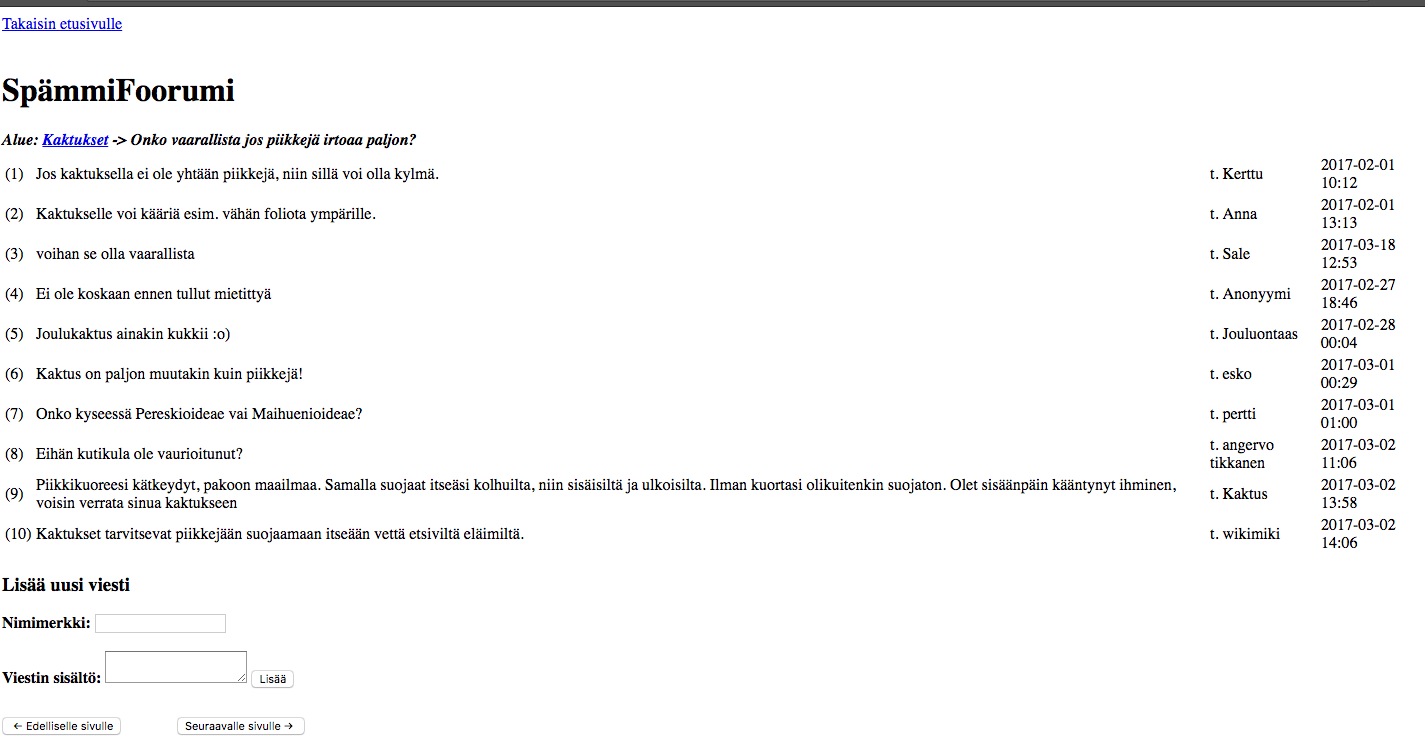 Takaisin etusivulle
SpämmiFoorumi
Alue: Kaktukset -> Onko vaarallista jos piikkejä irtoaa paljon?
(1) Jos kaktuksella ei ole yhtään piikkejä, niin sillä voi olla kylmä. t. Kerttu 2017-02-01
10:12
(2) Kaktukselle voi kääriä esim. vähän foliota ympärille. t. Anna 2017-02-01
13:13
(3) voihan se olla vaarallista t. Sale 2017-03-18
12:53
(4) Ei ole koskaan ennen tullut mietittyä t. Anonyymi 2017-02-27
18:46
(5) Joulukaktus ainakin kukkii :o) t. Jouluontaas 2017-02-28
00:04
(6) Kaktus on paljon muutakin kuin piikkejä! t. esko 2017-03-01
00:29
(7) Onko kyseessä Pereskioideae vai Maihuenioideae? t. pertti 2017-03-01
01:00
(8) Eihän kutikula ole vaurioitunut? t. angervo 2017-03-02
tikkanen 11:06
(9) Piikkikuoreesi kätkeydyt, pakoon maailmaa. Samalla suojaat itseäsi kolhuilta, niin sisäisiltä ja ulkoisilta. Ilman kuortasi olikuitenkin suojaton. Olet sisäänpäin kääntynyt ihminen, t. Kaktus 2017-03-02
voisin verrata sinua kaktukseen 13:58
(10) Kaktukset tarvitsevat piikkejään suojaamaan itseään vettä etsiviltä eläimiltä. t. wikimiki 2017-03-02
14:06
Lisää uusi viesti
Nimimerkki:
Viestin sisältö: Lisää
← Edelliselle sivulle Seuraavalle sivulle →